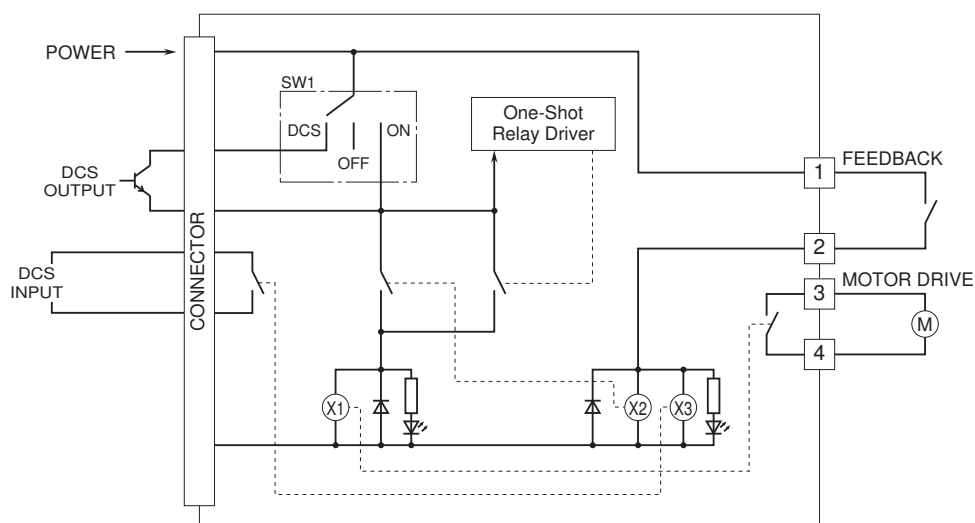 POWER
SW1
DCS
OFF
ON
One-Shot
Relay Driver
DCS
OUTPUT
DCS
INPUT
CONNECTOR
1
FEEDBACK
2
3
MOTOR DRIVE
4
M
X1
X2
X3